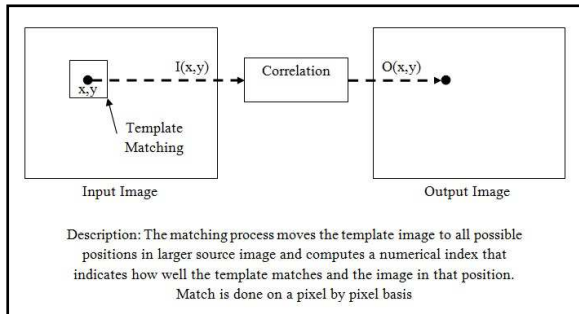 I(x,y)
Correlation
O(x,y)
x,y
Template
Matching
Input Image
Output Image
Description: The matching process moves the template image to all possible
positions in larger source image and computes a numerical index that
indicates how well the template matches and the image in that position.
Match is done on a pixel by pixel basis